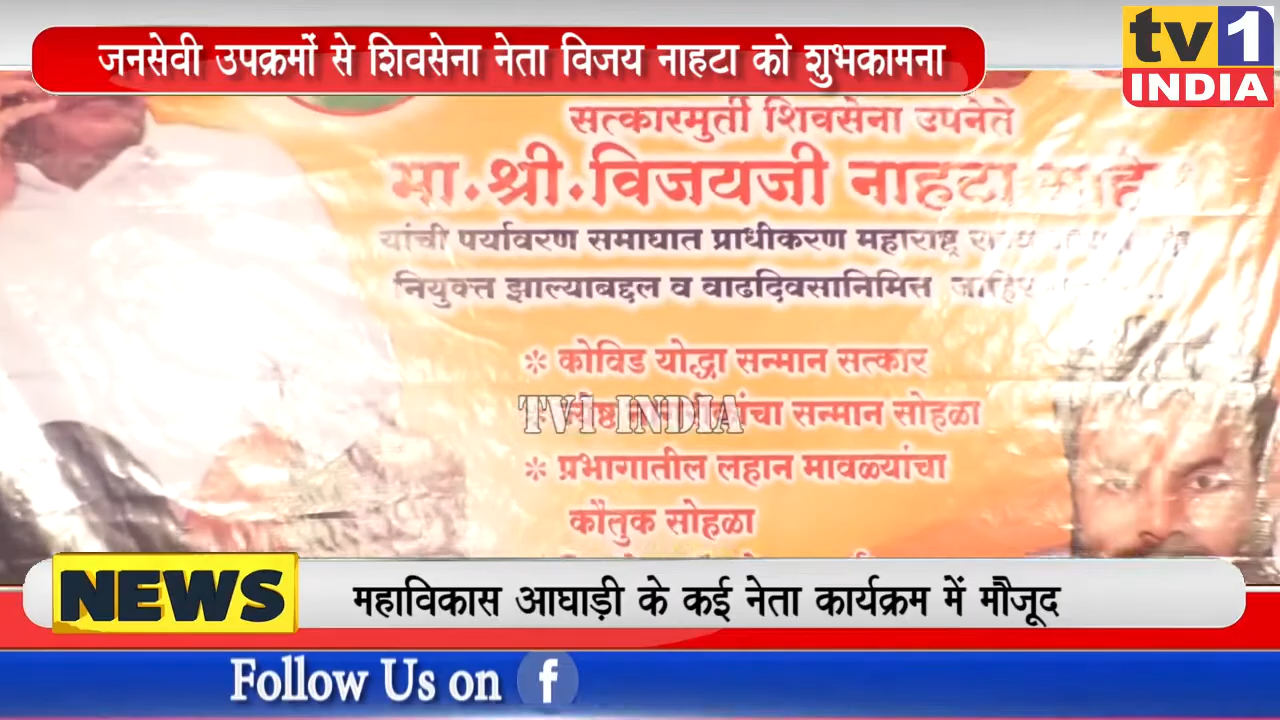 जनसेवी उपक्रमों से शिवसेना नेता विजय नाहटा को शुभकामना
tv1
INDIA
सत्कारमुर्ती शिवसेना उपनेते
मा.श्री.विजयजी नाहटा
यांची पर्यावरण समाघात प्राधीकरण महाराष्ट्र
नियुक्त झाल्याबद्दल व वाढदिवसानिमित्त
* कोविड योद्धा सन्मान सत्कार
TV1 INDIA
सन्मान सोहळा
* प्रभागातील लहान मावळ्यांचा
कौतुक सोहळा
NEWS
महाविकास आघाड़ी के कई नेता कार्यक्रम में मौजूद
Follow Us on f